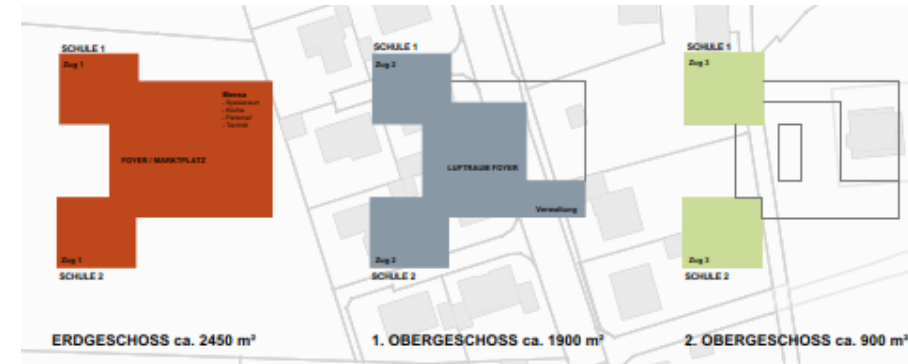 SCHULE 1
Zug 1
Mensa
- Speiseraum
- Küche
- Personal
- Technik
FOYER / MARKTPLATZ
Zug 1
SCHULE 2
ERDGESCHOSS ca. 2450 m²
SCHULE 1
Zug 2
LUFTRAUM FOYER
Verwaltung
Zug 2
SCHULE 2
1. OBERGESCHOSS ca. 1900 m²
SCHULE 1
Zug 3
Zug 3
SCHULE 2
2. OBERGESCHOSS ca. 900 m²